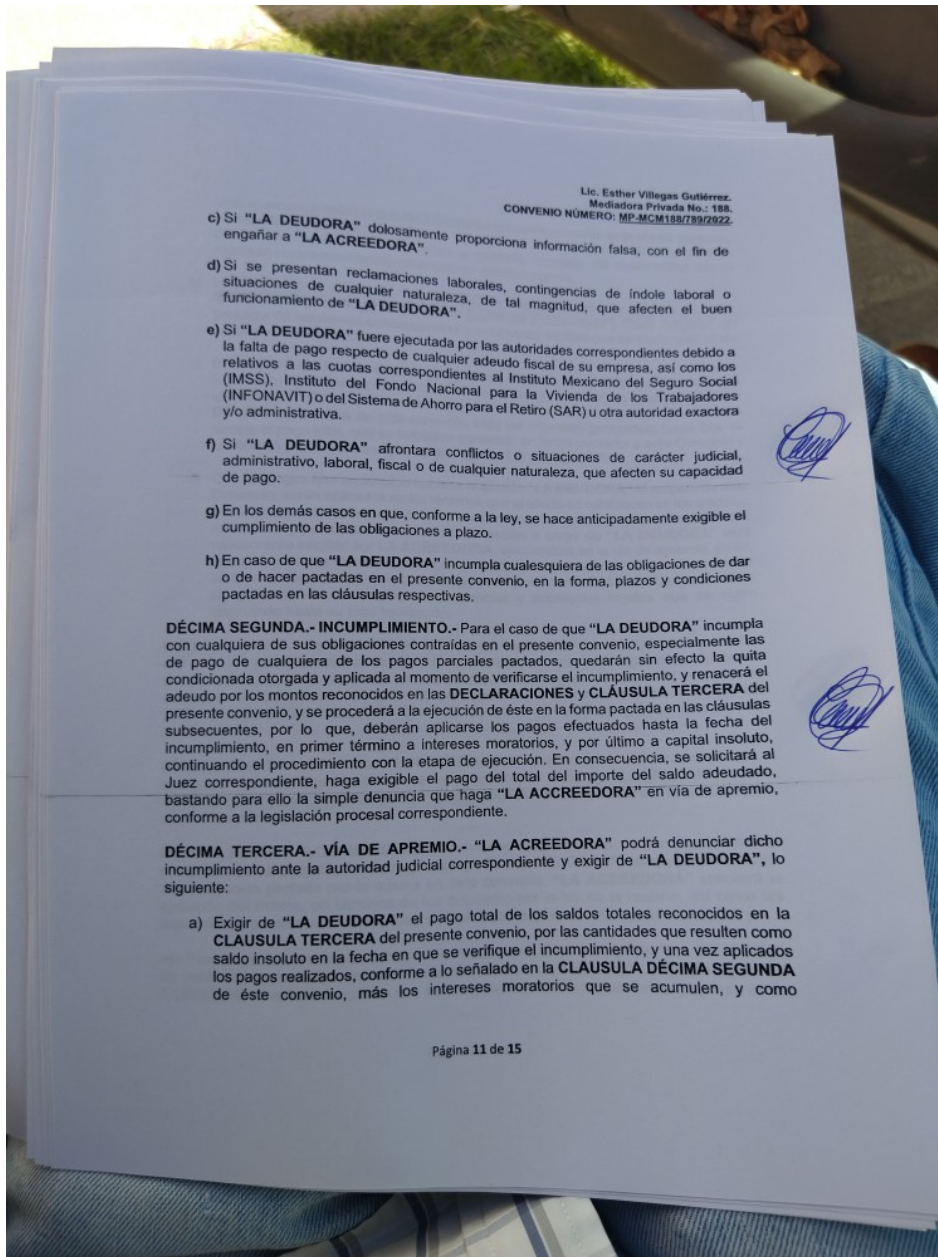 Lic. Esther Villegas Gutiérrez.
Mediadora Privada No.: 188.
CONVENIO NÚMERO: MP-MCM188/789/2022.
c) Si “LA DEUDORA” dolosamente proporciona información falsa, con el fin de
engañar a “LA ACREEDORA”.
d) Si se presentan reclamaciones laborales, contingencias de índole laboral o
situaciones de cualquier naturaleza, de tal magnitud, que afecten el buen
funcionamiento de “LA DEUDORA”.
e) Si “LA DEUDORA” fuere ejecutada por las autoridades correspondientes debido a
la falta de pago respecto de cualquier adeudo fiscal de su empresa, así como los
relativos a las cuotas correspondientes al Instituto Mexicano del Seguro Social
(IMSS), Instituto del Fondo Nacional para la Vivienda de los Trabajadores
(INFONAVIT) o del Sistema de Ahorro para el Retiro (SAR) u otra autoridad exactora
y/o administrativa.
f) Si “LA DEUDORA” afrontara conflictos o situaciones de carácter judicial,
administrativo, laboral, fiscal o de cualquier naturaleza, que afecten su capacidad
de pago.
g) En los demás casos en que, conforme a la ley, se hace anticipadamente exigible el
cumplimiento de las obligaciones a plazo.
h) En caso de que “LA DEUDORA” incumpla cualesquiera de las obligaciones de dar
o de hacer pactadas en el presente convenio, en la forma, plazos y condiciones
pactadas en las cláusulas respectivas.
DÉCIMA SEGUNDA.- INCUMPLIMIENTO.- Para el caso de que “LA DEUDORA” incumpla
con cualquiera de sus obligaciones contraídas en el presente convenio, especialmente las
de pago de cualquiera de los pagos parciales pactados, quedarán sin efecto la quita
condicionada otorgada y aplicada al momento de verificarse el incumplimiento, y renacerá el
adeudo por los montos reconocidos en las DECLARACIONES y CLÁUSULA TERCERA del
presente convenio, y se procederá a la ejecución de éste en la forma pactada en las cláusulas
subsecuentes, por lo que, deberán aplicarse los pagos efectuados hasta la fecha del
incumplimiento, en primer término a intereses moratorios, y por último a capital insoluto,
continuando el procedimiento con la etapa de ejecución. En consecuencia, se solicitará al
Juez correspondiente, haga exigible el pago del total del importe del saldo adeudado,
bastando para ello la simple denuncia que haga “LA ACCREEDORA” en vía de apremio,
conforme a la legislación procesal correspondiente.
DÉCIMA TERCERA.- VÍA DE APREMIO.- “LA ACREEDORA” podrá denunciar dicho
incumplimiento ante la autoridad judicial correspondiente y exigir de “LA DEUDORA”, lo
siguiente:
a) Exigir de “LA DEUDORA” el pago total de los saldos totales reconocidos en la
CLAUSULA TERCERA del presente convenio, por las cantidades que resulten como
saldo insoluto en la fecha en que se verifique el incumplimiento, y una vez aplicados
los pagos realizados, conforme a lo señalado en la CLAUSULA DÉCIMA SEGUNDA
de éste convenio, más los intereses moratorios que se acumulen, y como
Página 11 de 15